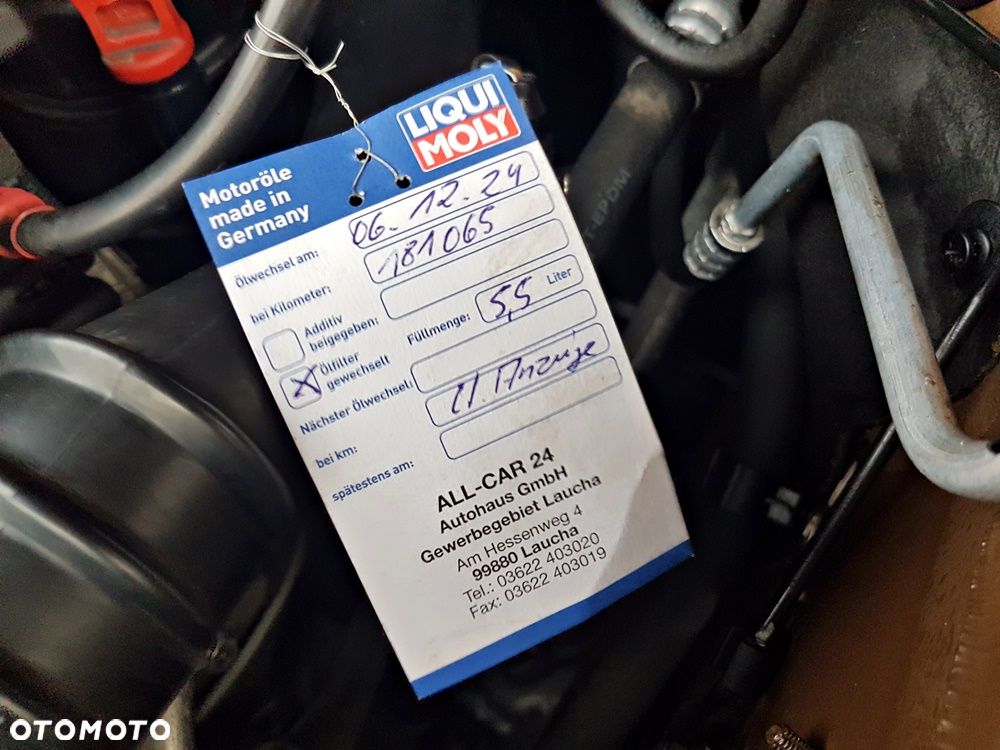 LIQUI
MOLY
Motoröle
made in
Germany
Ölwechsel am: 06.12.24
bei Kilometer: 181065
Additiv
beigegeben:
Ölfilter
gewechselt
Füllmenge: 5,5 Liter
Nächster Ölwechsel:
bei km: Anzeige
spätestens am:
ALL-CAR 24
Autohaus GmbH
Gewerbegebiet Laucha
Am Hessenweg 4
99880 Laucha
Tel.: 03622 403020
Fax: 03622 403019
OTOMOTO